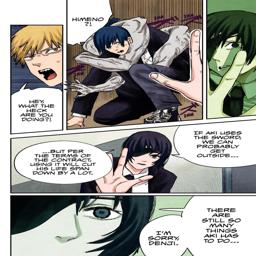 HIMENO?!
HEY,
WHAT THE
HECK
ARE YOU
DOING?!
IF AKI USES
THE SWORD,
WE CAN
PROBABLY
GET
OUTSIDE...
...BUT PER
THE TERMS OF
THE CONTRACT,
USING IT WILL CUT
HIS LIFE SPAN
DOWN BY A LOT.
THERE
ARE
STILL SO
MANY
THINGS
AKI HAS
TO DO...
I'M
SORRY,
DENJI.